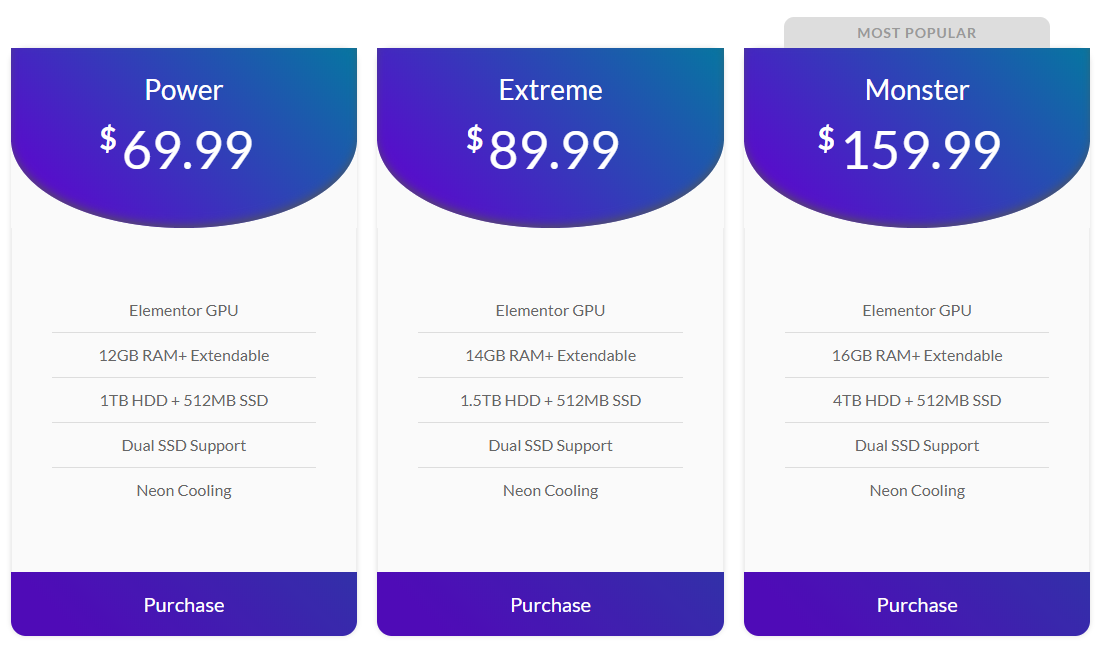 MOST POPULAR
Power
$69.99
Elementor GPU
12GB RAM+ Extendable
1TB HDD + 512MB SSD
Dual SSD Support
Neon Cooling
Purchase
Extreme
$89.99
Elementor GPU
14GB RAM+ Extendable
1.5TB HDD + 512MB SSD
Dual SSD Support
Neon Cooling
Purchase
Monster
$159.99
Elementor GPU
16GB RAM+ Extendable
4TB HDD + 512MB SSD
Dual SSD Support
Neon Cooling
Purchase